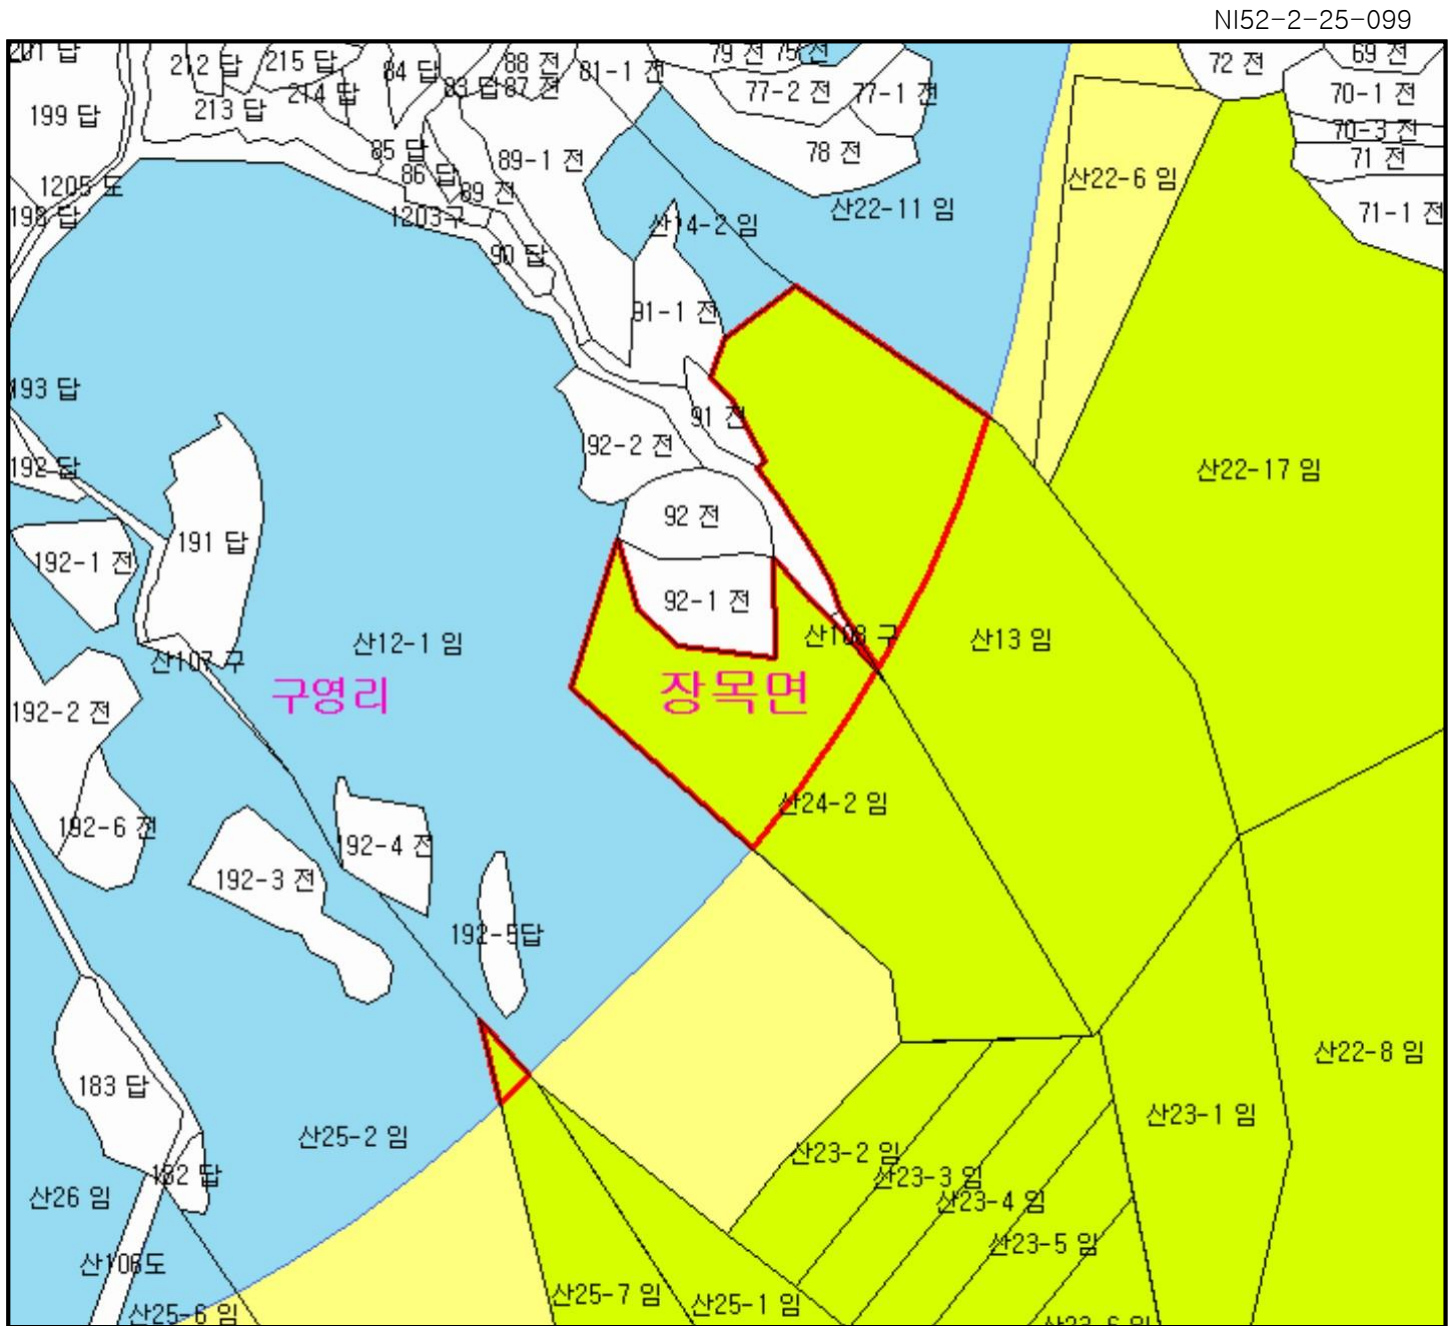 NI52-2-25-099
201 답
212 답
215 답
84 답
88 전
81-1 전
79 전
75 전
72 전
69 전
199 답
213 답
214 답
83 답
87 전
77-2 전
77-1 전
70-1 전
70-3 전
85 답
89-1 전
78 전
71 전
1205 도
86 답
89 전
산22-6 임
198 답
1203구
산14-2 임
산22-11 임
71-1 전
90 답
91-1 전
193 답
91 전
192 답
92-2 전
산22-17 임
191 답
92 전
192-1 전
92-1 전
산12-1 임
산108 구
산13 임
산107 구
구영리
장목면
192-2 전
산24-2 임
192-6 전
192-4 전
192-3 전
192-5답
산22-8 임
183 답
산25-2 임
산23-1 임
182 답
산23-2 임
산23-3 임
산26 임
산23-4 임
산23-5 임
산106도
산25-6 임
산25-7 임
산25-1 임
산23-6 임